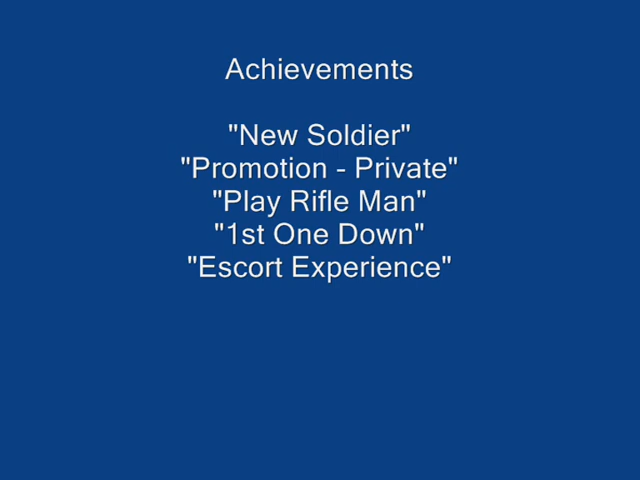 Achievements
"New Soldier"
"Promotion - Private"
"Play Rifle Man"
"1st One Down"
"Escort Experience"